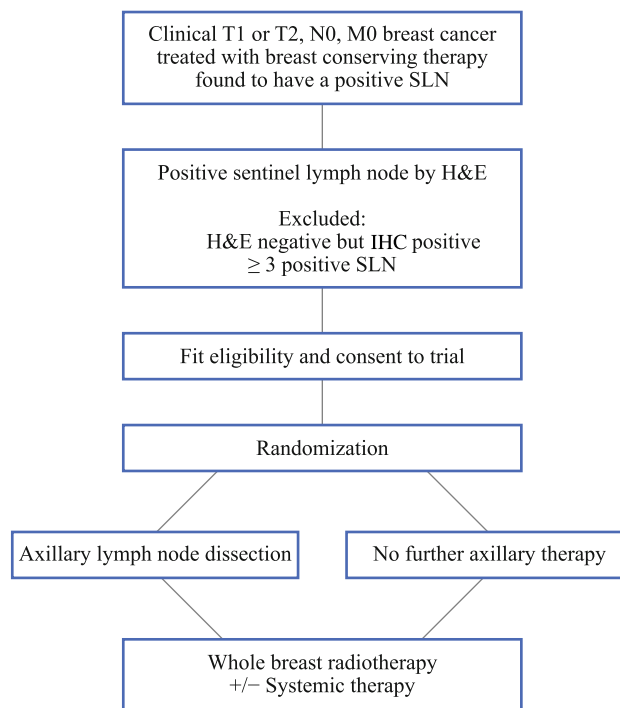 Clinical T1 or T2, N0, M0 breast cancer
treated with breast conserving therapy
found to have a positive SLN
Positive sentinel lymph node by H&E
Excluded:
H&E negative but IHC positive
≥ 3 positive SLN
Fit eligibility and consent to trial
Randomization
Axillary lymph node dissection
No further axillary therapy
Whole breast radiotherapy
+/− Systemic therapy